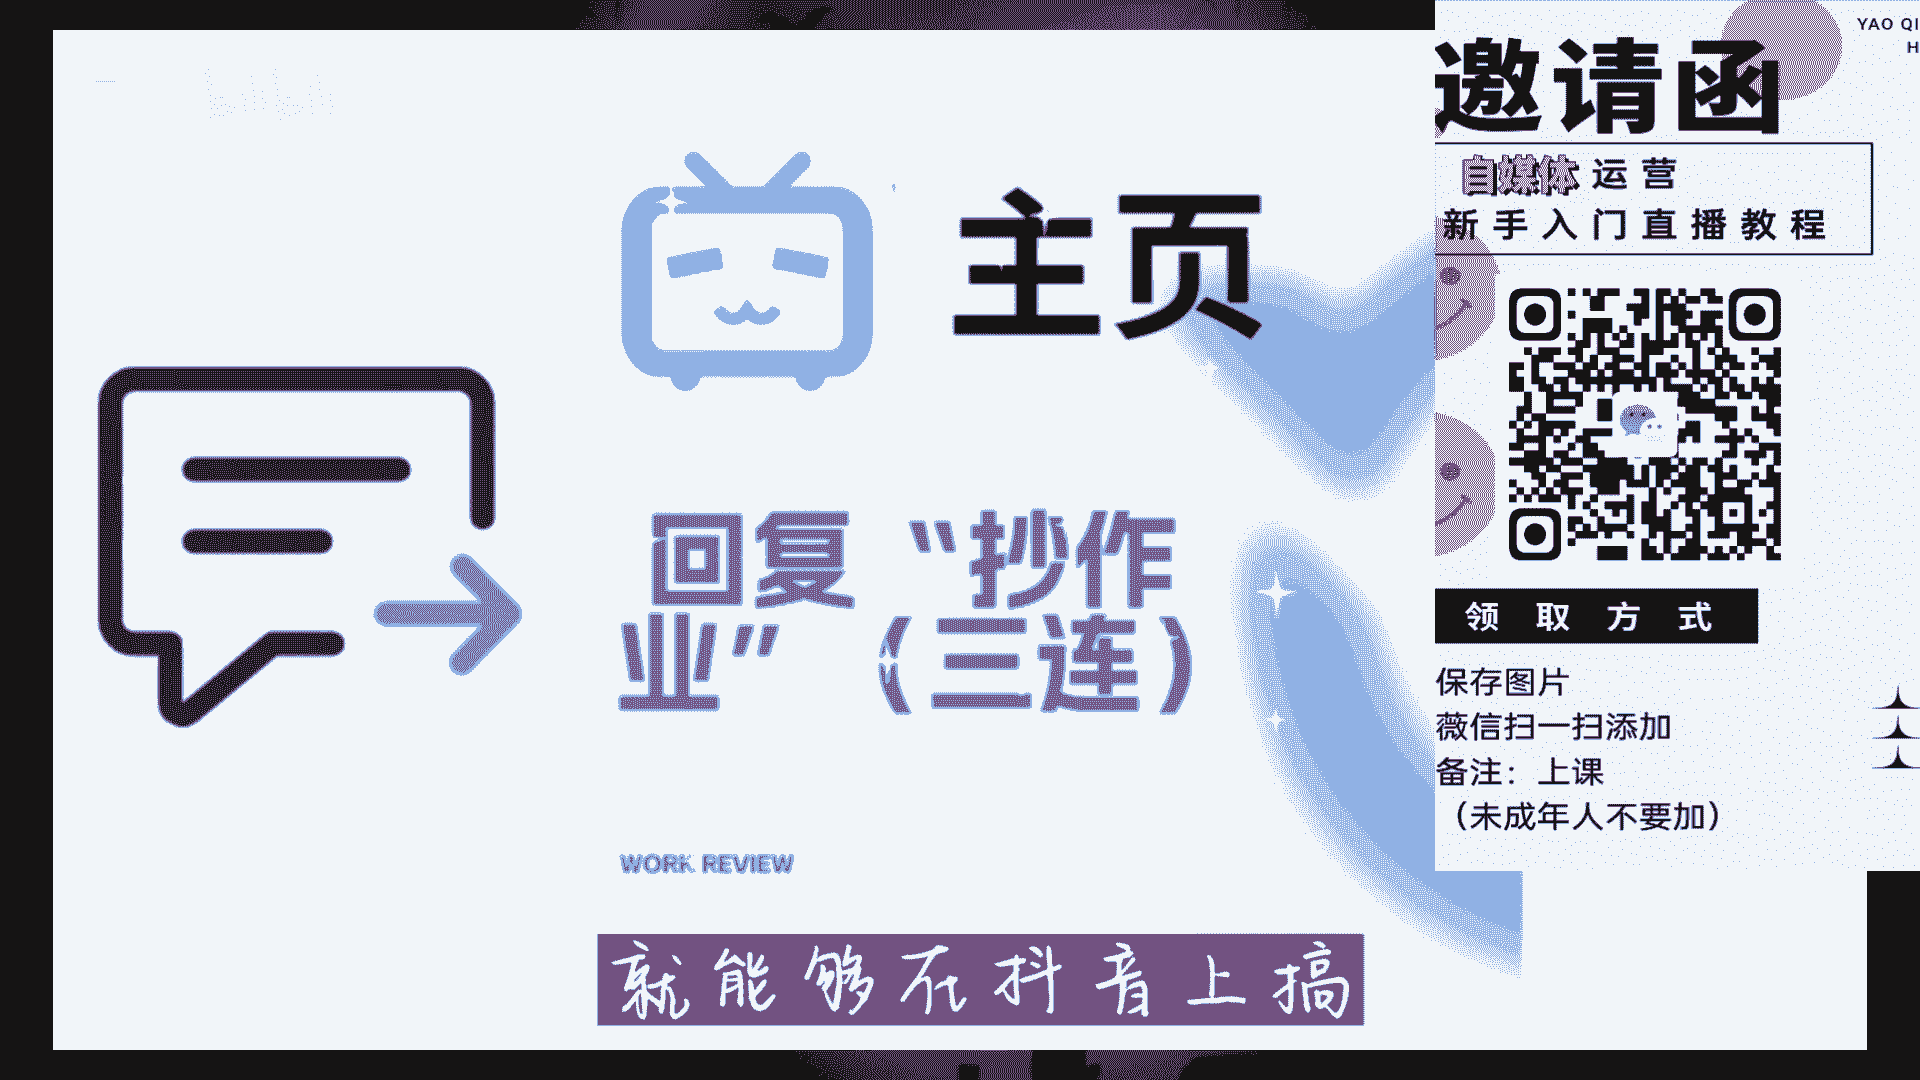 主页
回复“抄作
业”（三连）
WORK REVIEW
就能够在抖音上搞
YAO QI
H
邀请函
自媒体运营
新手入门直播教程
领取方式
保存图片
薇信扫一扫添加
备注：上课
（未成年人不要加）